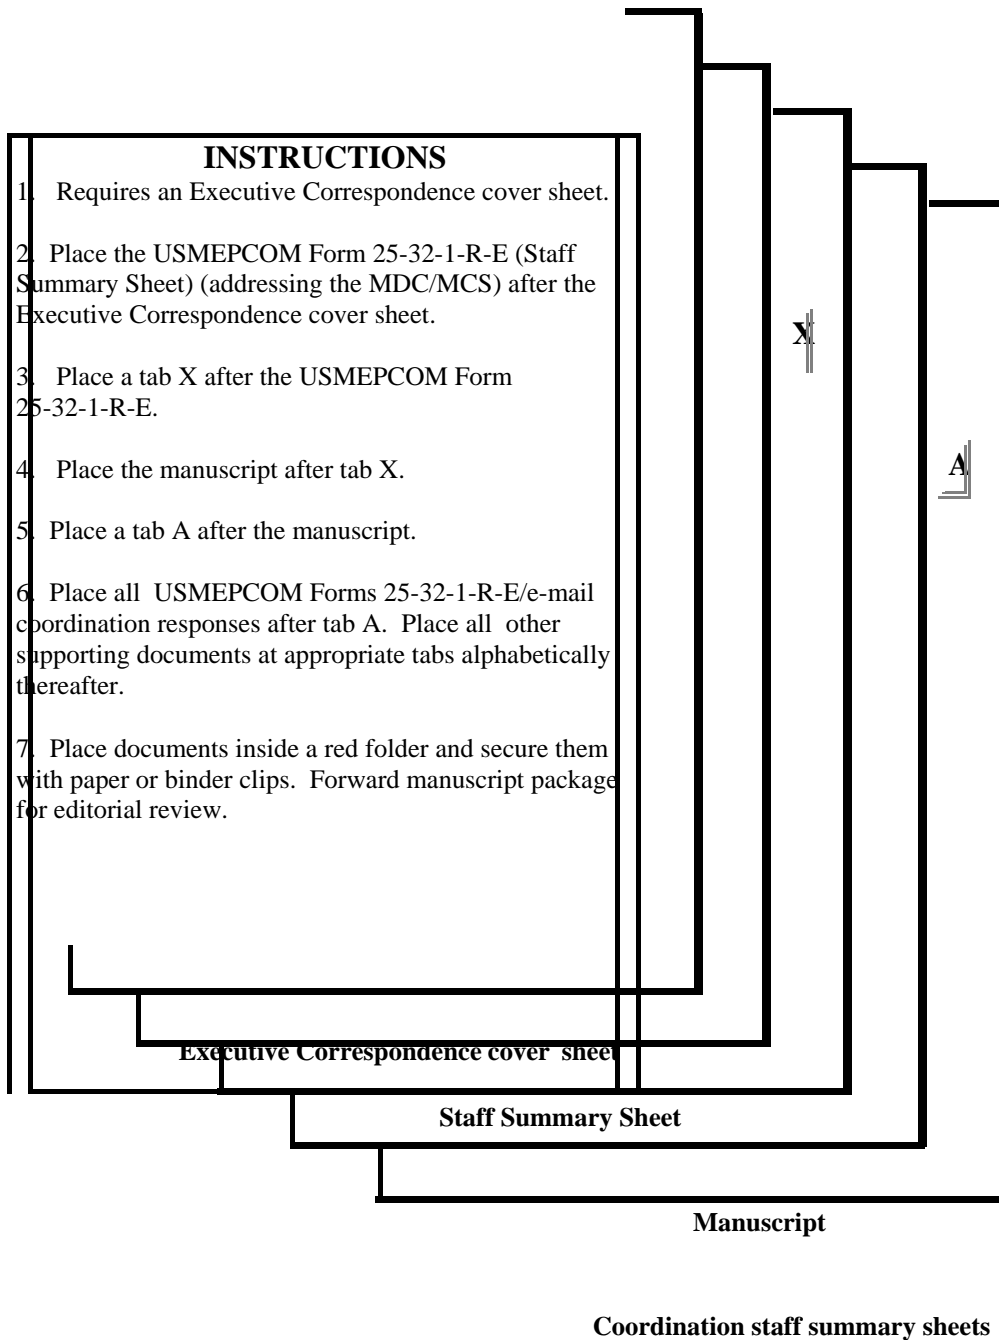 INSTRUCTIONS
1. Requires an Executive Correspondence cover sheet.
2. Place the USMEPCOM Form 25-32-1-R-E (Staff
Summary Sheet) (addressing the MDC/MCS) after the
Executive Correspondence cover sheet.
3. Place a tab X after the USMEPCOM Form
25-32-1-R-E.
4. Place the manuscript after tab X.
5. Place a tab A after the manuscript.
6. Place all USMEPCOM Forms 25-32-1-R-E/e-mail
coordination responses after tab A. Place all other
supporting documents at appropriate tabs alphabetically
thereafter.
7. Place documents inside a red folder and secure them
with paper or binder clips. Forward manuscript package
for editorial review.
X
A
Executive Correspondence cover sheet
Staff Summary Sheet
Manuscript
Coordination staff summary sheets